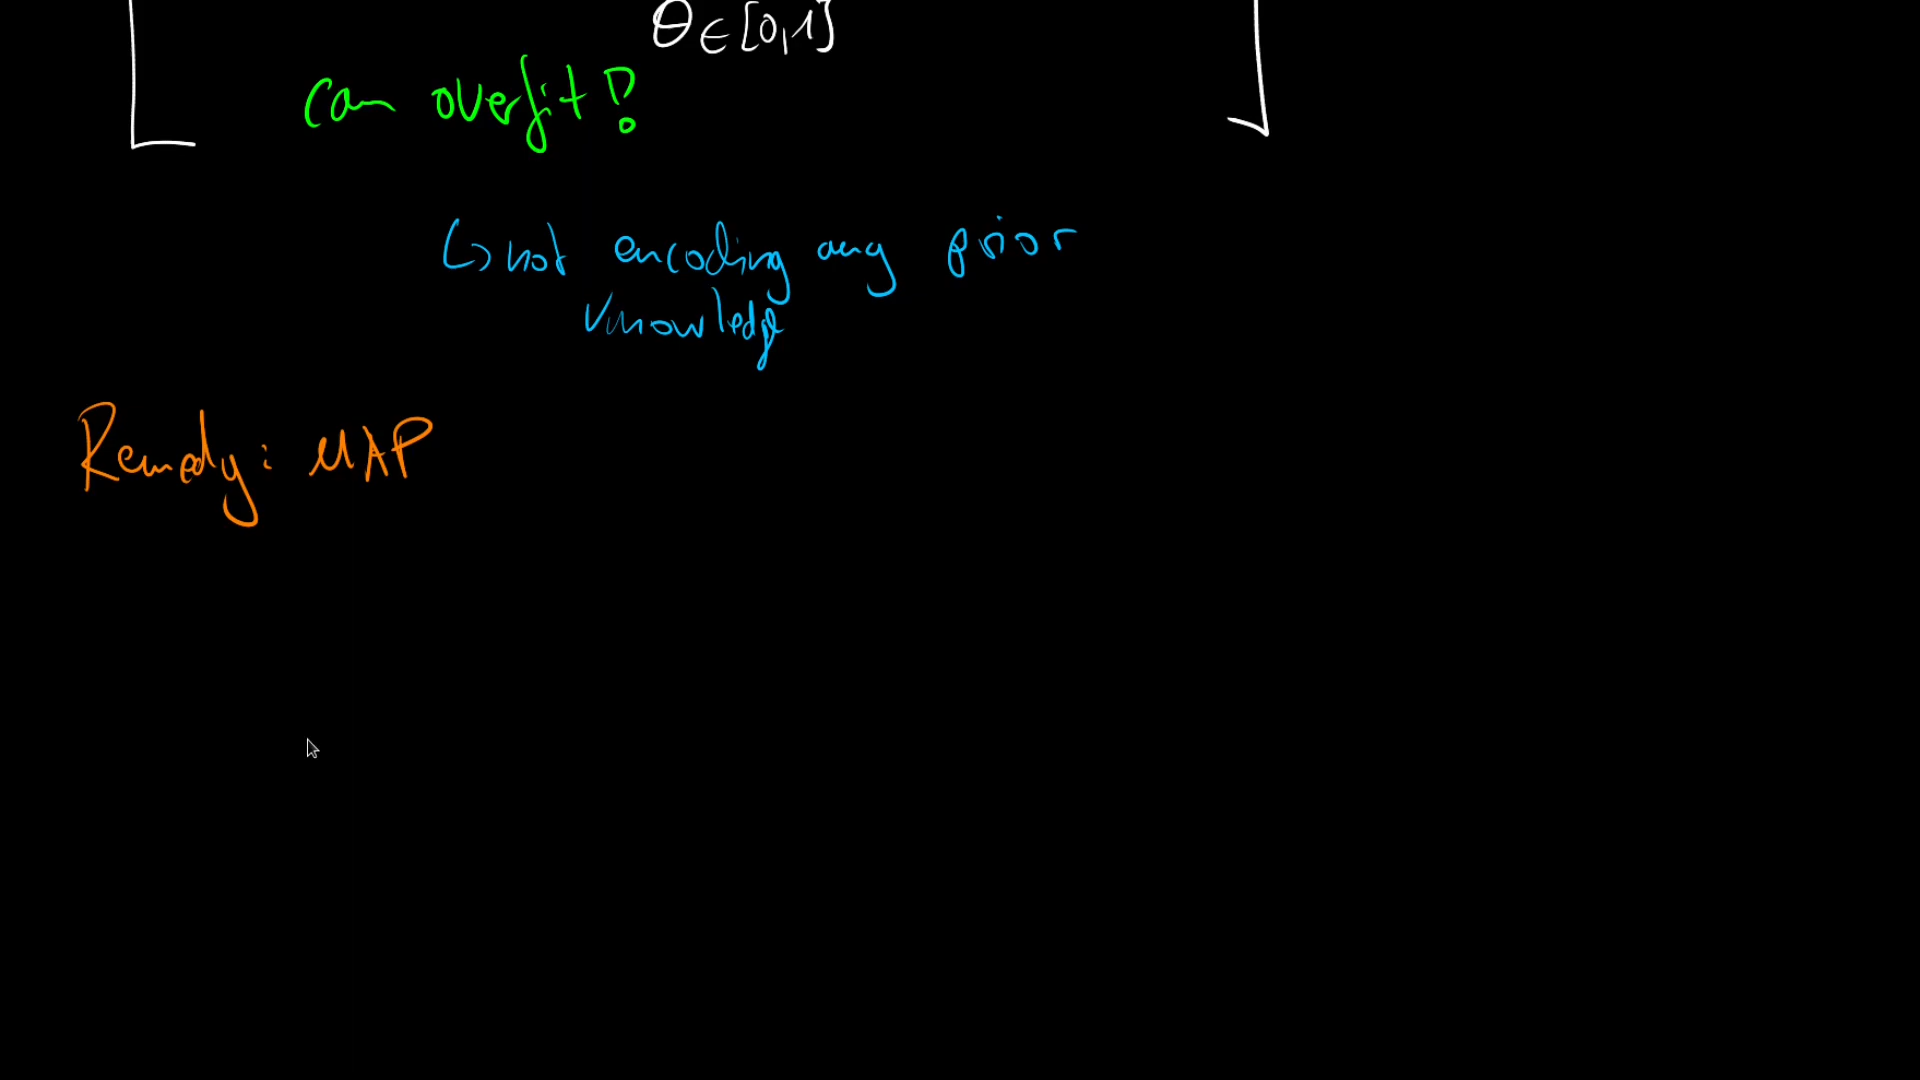 θ ∈ [0,1]
can overfit!
↳ not encoding any prior
knowledge
Remedy: MAP